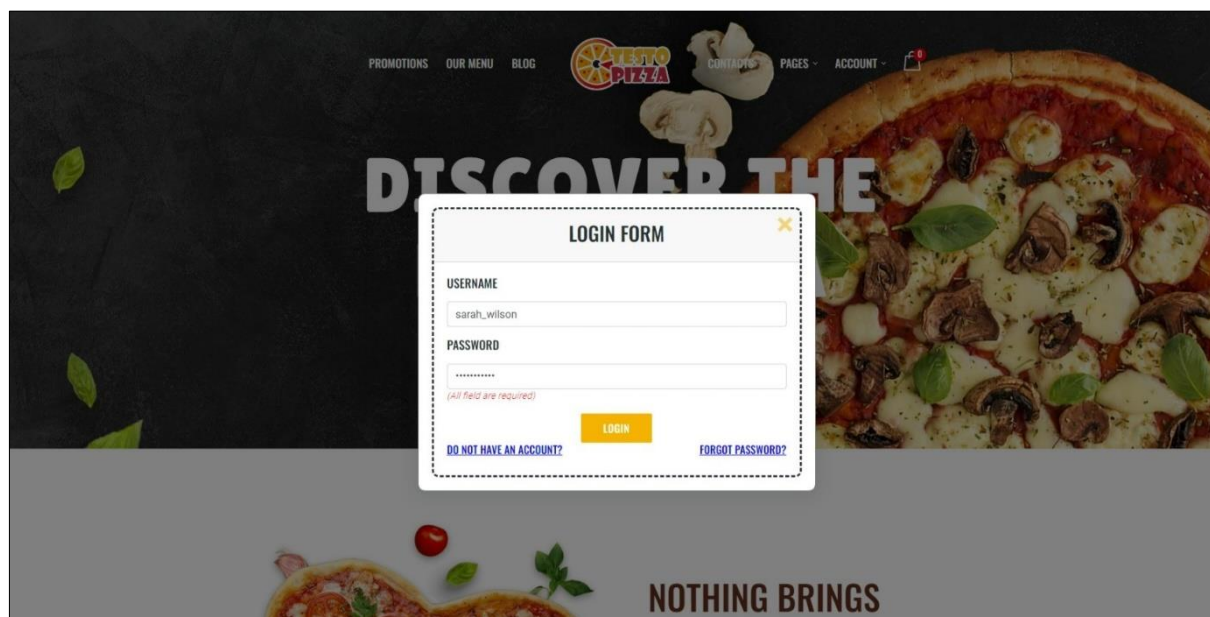 PROMOTIONS OUR MENU BLOG TESTO PIZZA CONTACTS PAGES ACCOUNT 0
DISCOVER THE
LOGIN FORM
USERNAME
sarah_wilson
PASSWORD
(All field are required)
LOGIN
DO NOT HAVE AN ACCOUNT? FORGOT PASSWORD?
NOTHING BRINGS